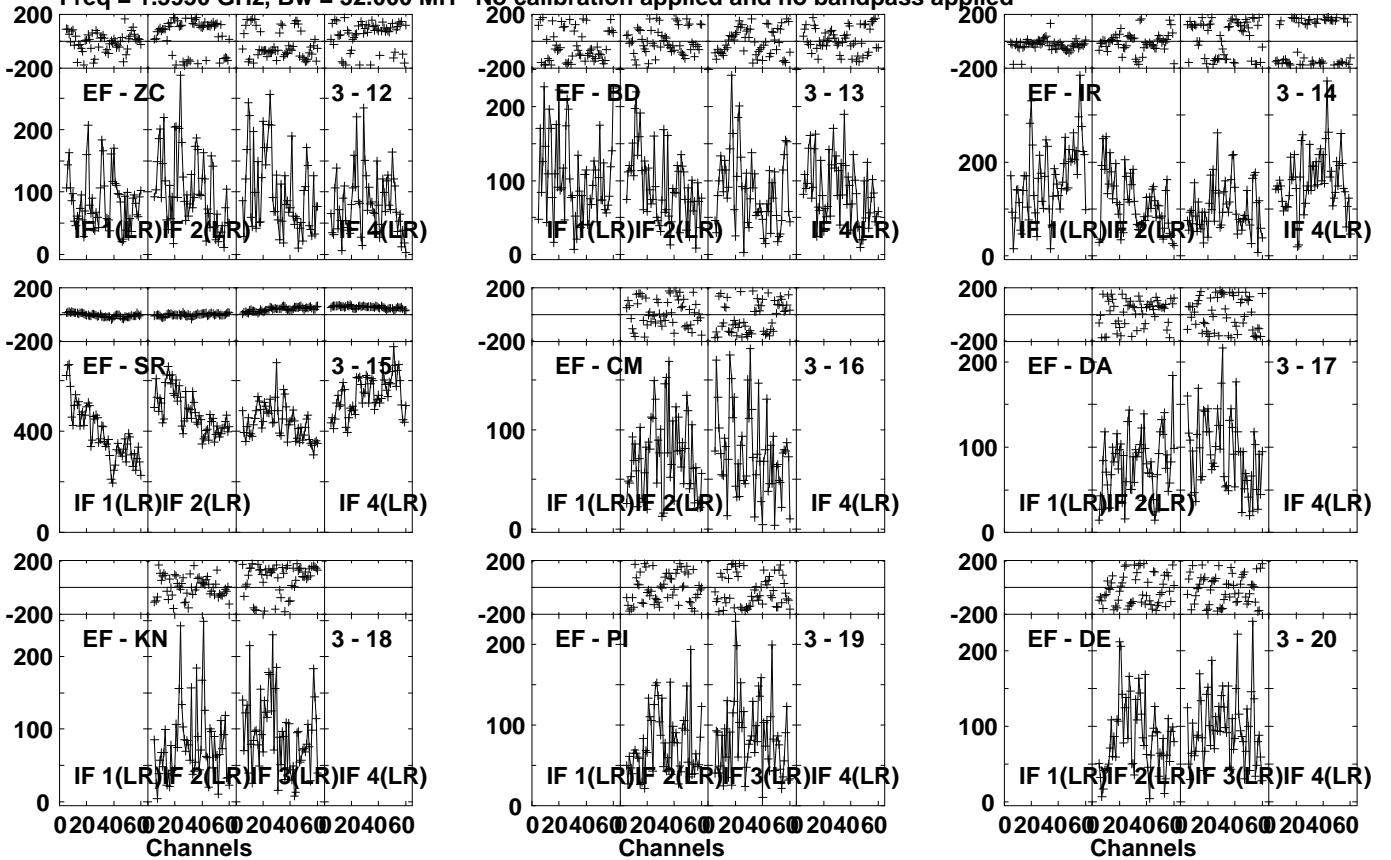 Freq = 1.5950 GHz, Bw = 32.000 MH No calibration applied and no bandpass applied
200
-200
EF - ZC
3 - 12
200
100
0
IF 1(LR)
IF 2(LR)
IF 4(LR)
200
-200
EF - BD
3 - 13
200
100
0
IF 1(LR)
IF 2(LR)
IF 4(LR)
200
-200
EF - IR
3 - 14
200
100
0
IF 1(LR)
IF 2(LR)
IF 4(LR)
200
-200
EF - SR
3 - 15
400
0
IF 1(LR)
IF 2(LR)
IF 4(LR)
200
-200
EF - CM
3 - 16
100
0
IF 1(LR)
IF 2(LR)
IF 4(LR)
200
-200
EF - DA
3 - 17
200
100
0
IF 1(LR)
IF 2(LR)
IF 4(LR)
200
-200
EF - KN
3 - 18
200
100
0
IF 1(LR)
IF 2(LR)
IF 3(LR)
IF 4(LR)
0 20 40 60 0 20 40 60 0 20 40 60 0 20 40 60
Channels
200
-200
EF - PI
3 - 19
200
100
0
IF 1(LR)
IF 2(LR)
IF 3(LR)
IF 4(LR)
0 20 40 60 0 20 40 60 0 20 40 60 0 20 40 60
Channels
200
-200
EF - DE
3 - 20
200
100
0
IF 1(LR)
IF 2(LR)
IF 3(LR)
IF 4(LR)
0 20 40 60 0 20 40 60 0 20 40 60 0 20 40 60
Channels